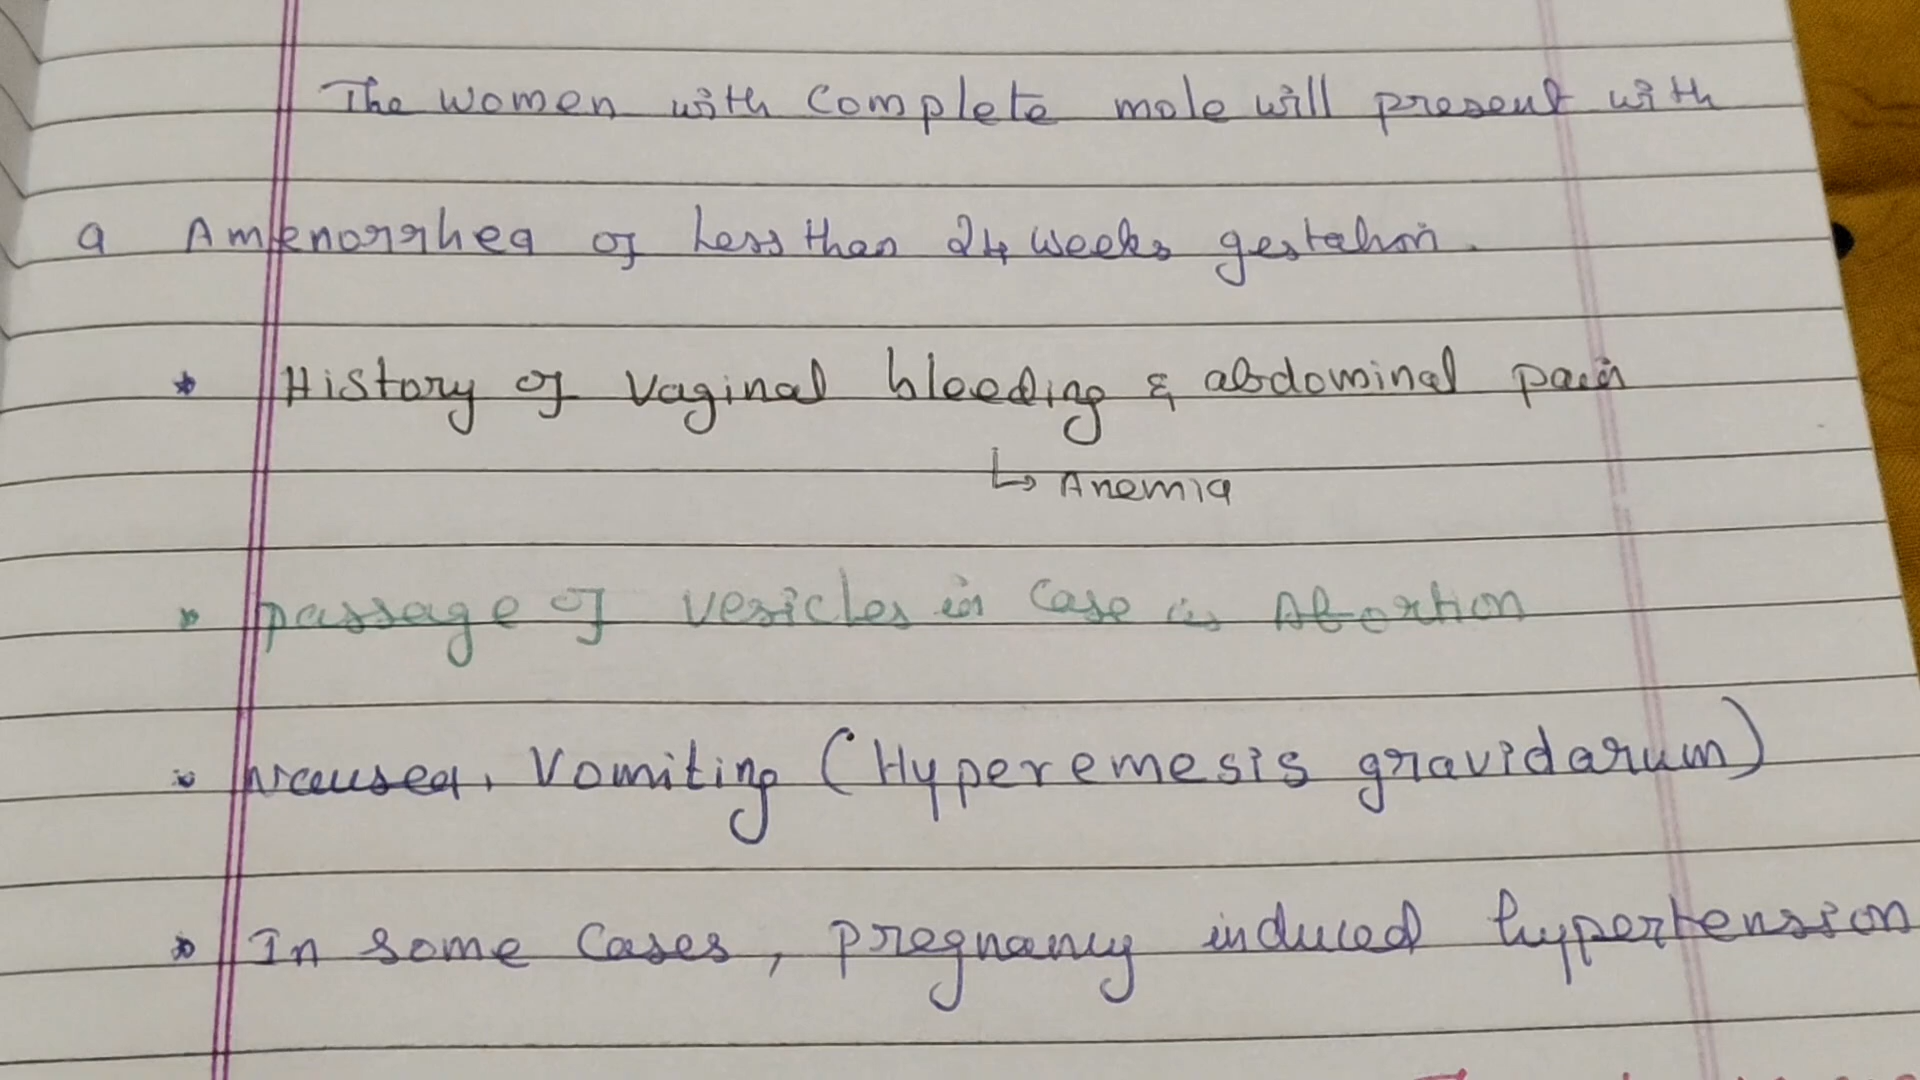 The women with Complete mole will present with
a Amenorrhea of Less than 24 weeks gestation.
* History of Vaginal bleeding & abdominal pain
↳ Anemia
* passage of vesicles in Case is Abortion
* Nausea, Vomiting (Hyperemesis gravidarum)
* In some Cases, pregnancy induced hypertension